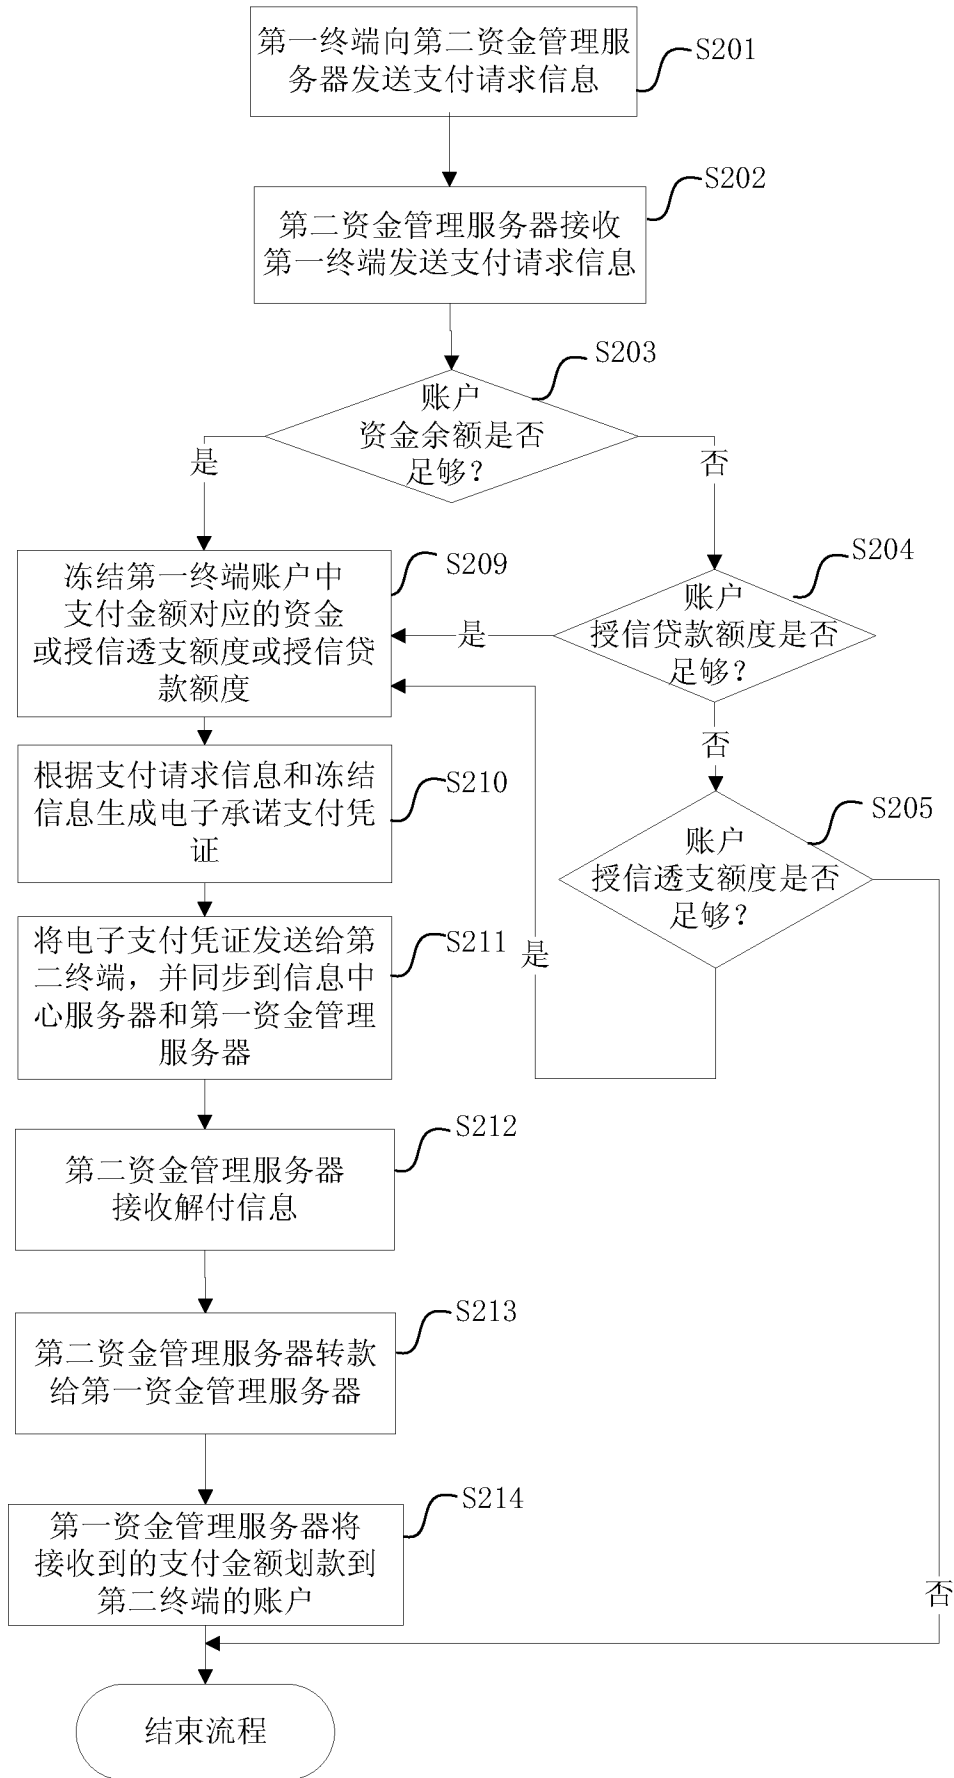 第一终端向第二资金管理服
务器发送支付请求信息
S201
第二资金管理服务器接收
第一终端发送支付请求信息
S202
账户
资金余额是否
足够？
S203
是
否
冻结第一终端账户中
支付金额对应的资金
或授信透支额度或授信贷
款额度
S209
账户
授信贷款额度是否
足够？
S204
是
否
根据支付请求信息和冻结
信息生成电子承诺支付凭
证
S210
账户
授信透支额度是否
足够？
S205
是
将电子支付凭证发送给第
二终端，并同步到信息中
心服务器和第一资金管理
服务器
S211
第二资金管理服务器
接收解付信息
S212
第二资金管理服务器转款
给第一资金管理服务器
S213
第一资金管理服务器将
接收到的支付金额划款到
第二终端的账户
S214
否
结束流程